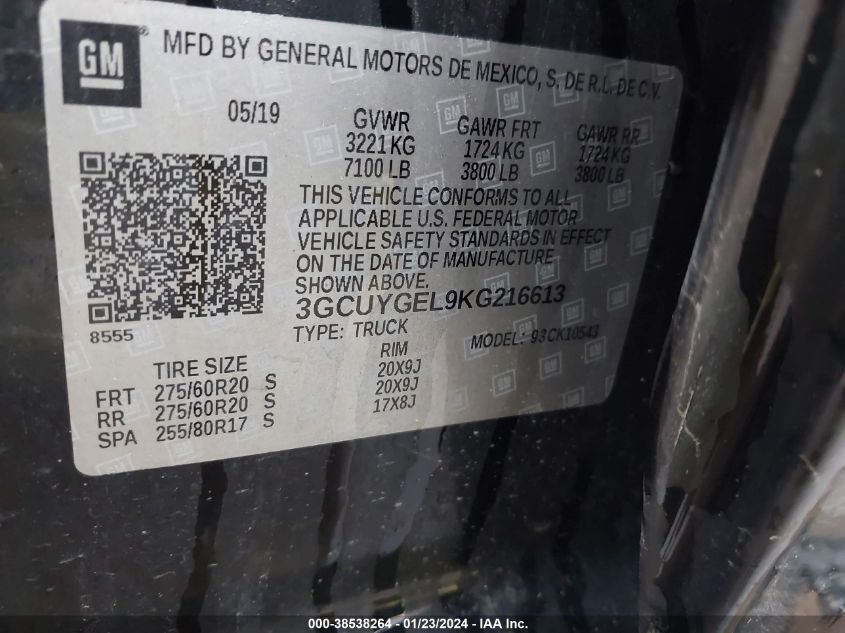 GM ® MFD BY GENERAL MOTORS DE MEXICO, S. DE R.L. DE C.V.
05/19 GVWR GAWR FRT GAWR RR
3221 KG 1724 KG 1724 KG
7100 LB 3800 LB 3800 LB
THIS VEHICLE CONFORMS TO ALL
APPLICABLE U.S. FEDERAL MOTOR
VEHICLE SAFETY STANDARDS IN EFFECT
ON THE DATE OF MANUFACTURE
SHOWN ABOVE.
3GCUYGEL9KG216613
8555
TYPE: TRUCK MODEL: 93CK10543
TIRE SIZE RIM
FRT 275/60R20 S 20X9J
RR 275/60R20 S 20X9J
SPA 255/80R17 S 17X8J
000-38538264 - 01/23/2024 - IAA Inc.